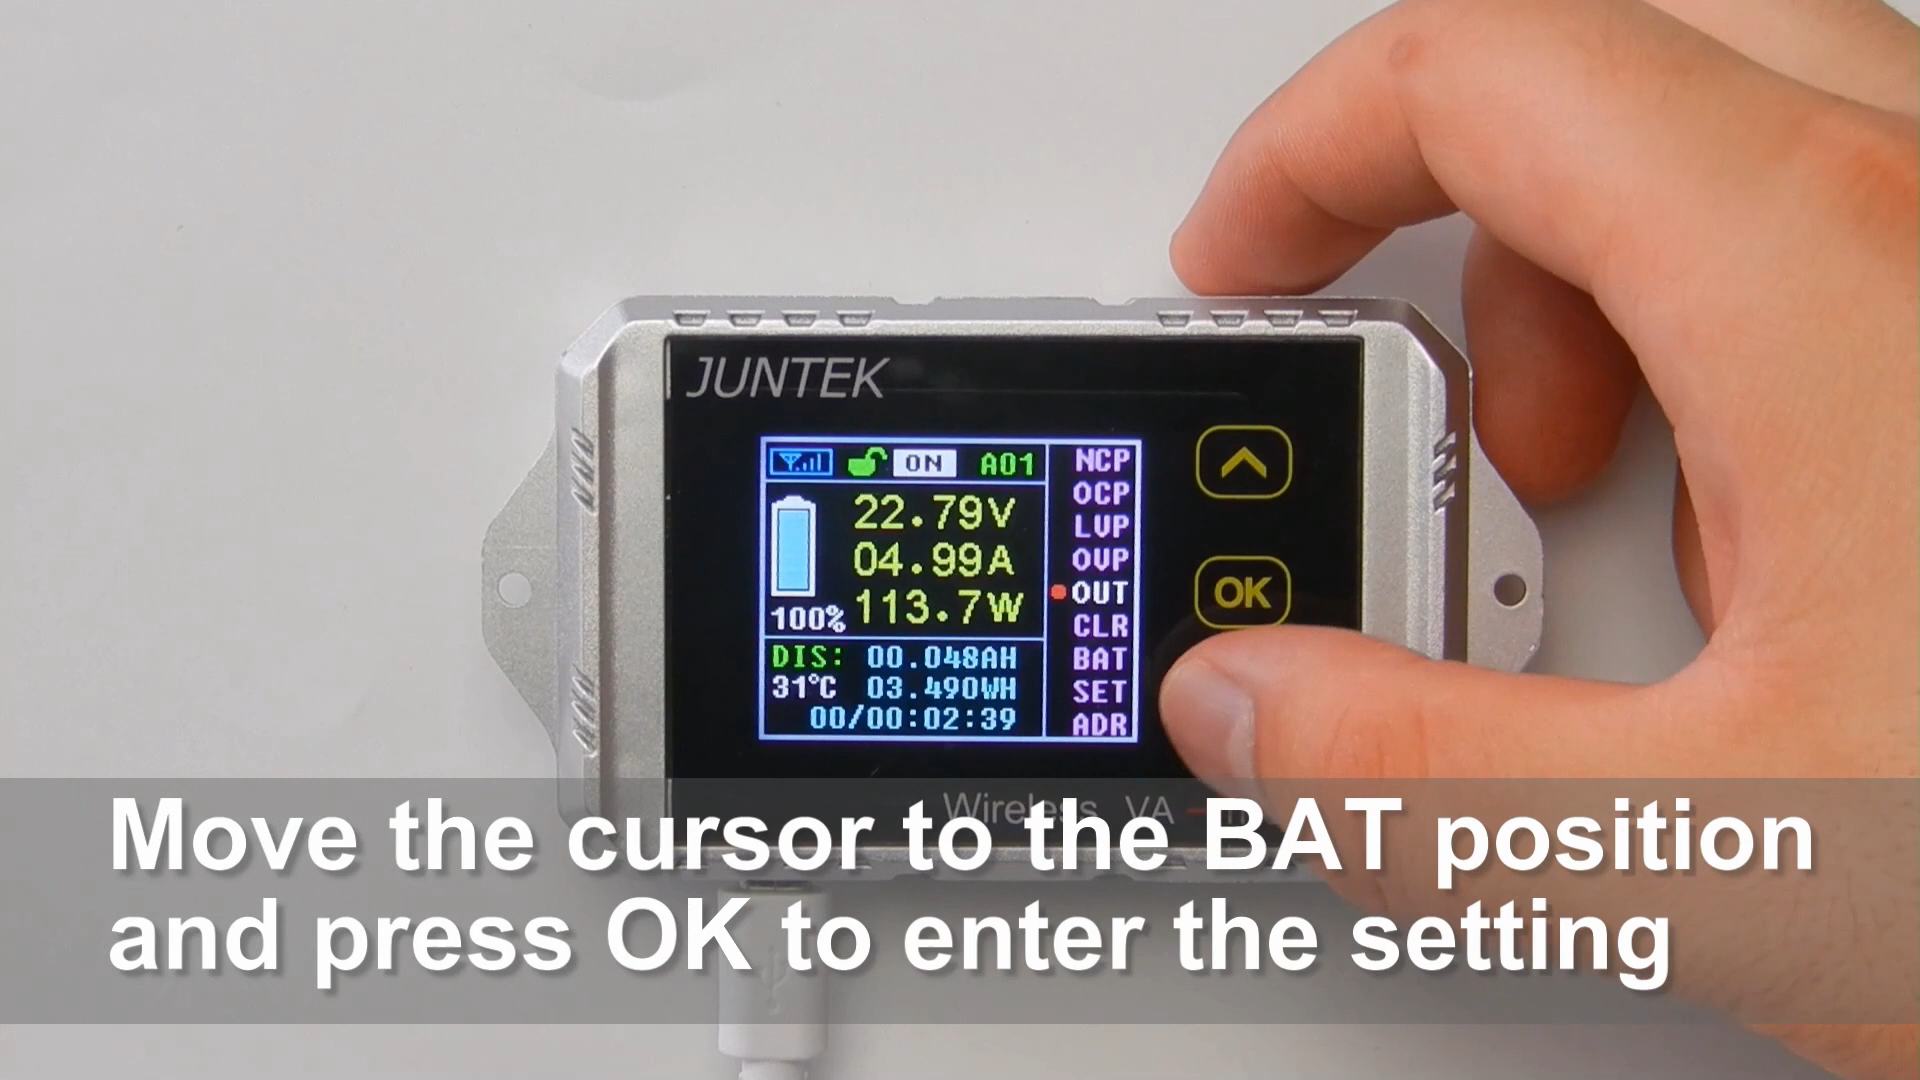 JUNTEK
ON A01
22.79V
04.99A
113.7W
100%
DIS: 00.048AH
31°C 03.490WH
00/00:02:39
NCP
OCP
LVP
OVP
OUT
CLR
BAT
SET
ADR
OK
Wireless VA
Move the cursor to the BAT position
and press OK to enter the setting